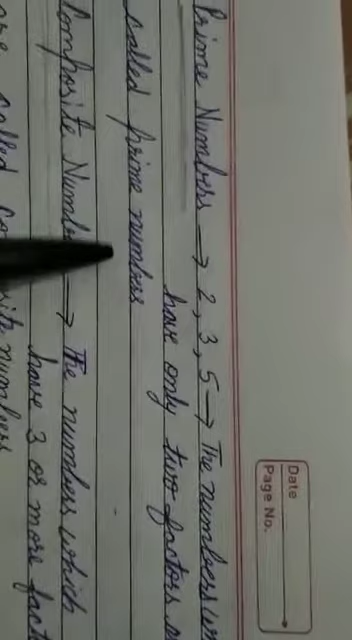 Date
Page No.
Prime Numbers → 2, 3, 5 → The numbers
have only two factors
called prime numbers
Composite → The numbers which
have 3 or more
called numbers